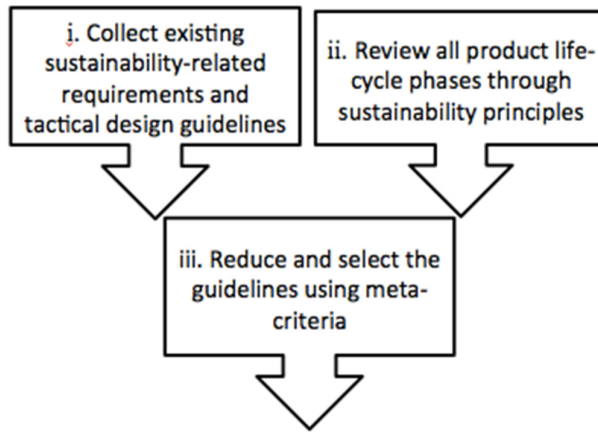 i. Collect existing
sustainability-related
requirements and
tactical design guidelines
ii. Review all product life-
cycle phases through
sustainability principles
iii. Reduce and select the
guidelines using meta-
criteria